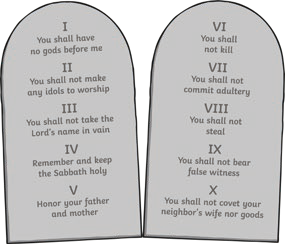 I
You shall have
no gods before me
II
You shall not make
any idols to worship
III
You shall not take the
Lord's name in vain
IV
Remember and keep
the Sabbath holy
V
Honor your father
and mother
VI
You shall
not kill
VII
You shall not
commit adultery
VIII
You shall not
steal
IX
You shall not bear
false witness
X
You shall not covet your
neighbor's wife nor goods